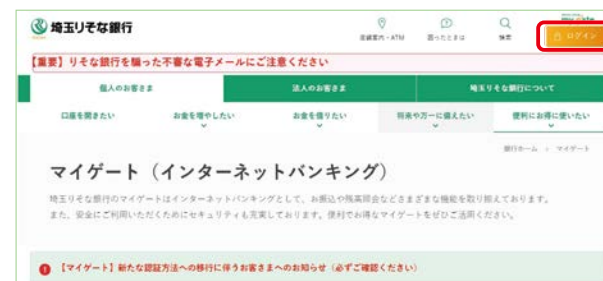 埼玉りそな銀行
店舗案内・ATM
困ったときは
検索
ログイン
【重要】りそな銀行を騙った不審な電子メールにご注意ください
個人のお客さま
法人のお客さま
埼玉りそな銀行について
口座を開きたい
お金を増やしたい
お金を借りたい
将来や万一に備えたい
便利にお得に使いたい
銀行ホーム > マイゲート
マイゲート（インターネットバンキング）
埼玉りそな銀行のマイゲートはインターネットバンキングとして、お振込や残高照会などさまざまな機能を取り揃えております。
また、安全にご利用いただくためにセキュリティも充実しております。便利でお得なマイゲートをぜひご活用ください。
【マイゲート】新たな認証方法への移行に伴うお客さまへのお知らせ（必ずご確認ください）